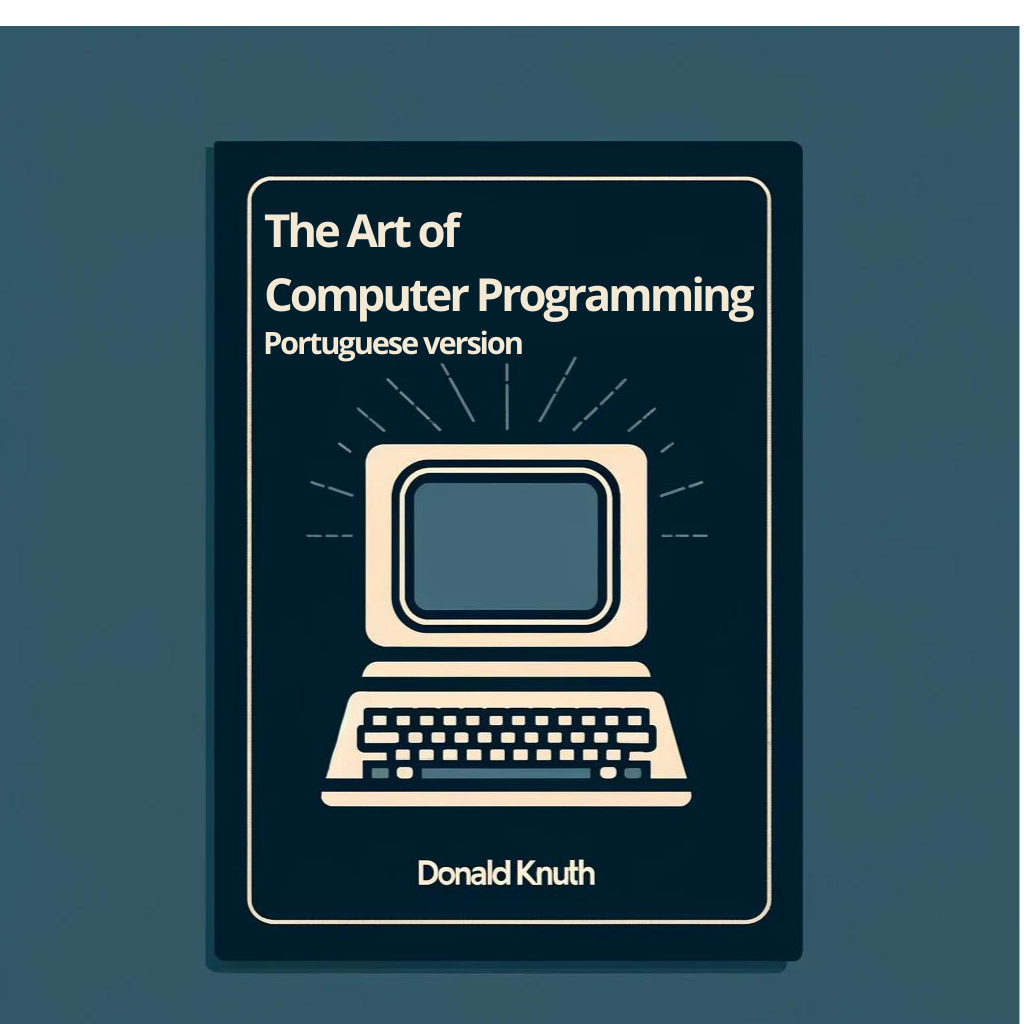 The Art of
Computer Programming
Portuguese version
Donald Knuth